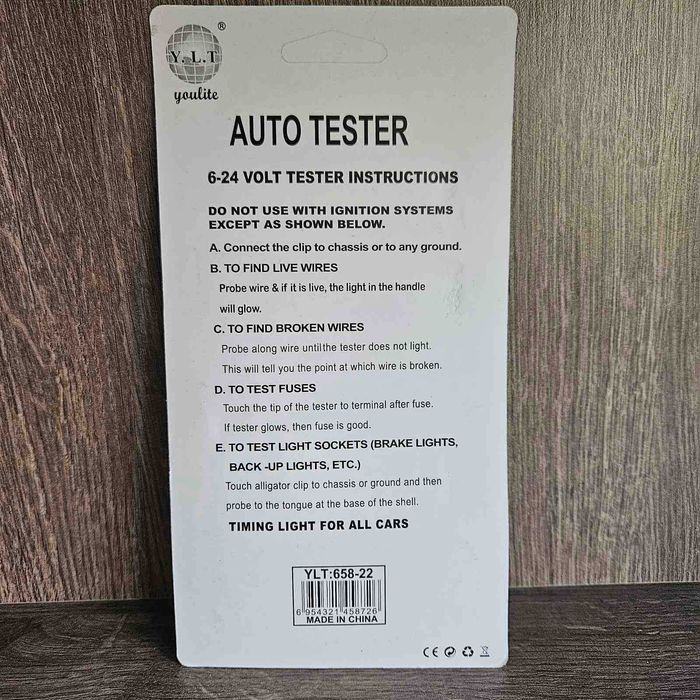 Y.L.T ®
youlite
AUTO TESTER
6-24 VOLT TESTER INSTRUCTIONS
DO NOT USE WITH IGNITION SYSTEMS
EXCEPT AS SHOWN BELOW.
A. Connect the clip to chassis or to any ground.
B. TO FIND LIVE WIRES
Probe wire & if it is live, the light in the handle
will glow.
C. TO FIND BROKEN WIRES
Probe along wire until the tester does not light.
This will tell you the point at which wire is broken.
D. TO TEST FUSES
Touch the tip of the tester to terminal after fuse.
If tester glows, then fuse is good.
E. TO TEST LIGHT SOCKETS (BRAKE LIGHTS,
BACK -UP LIGHTS, ETC.)
Touch alligator clip to chassis or ground and then
probe to the tongue at the base of the shell.
TIMING LIGHT FOR ALL CARS
YLT:658-22
6 954321 458726
MADE IN CHINA
CE